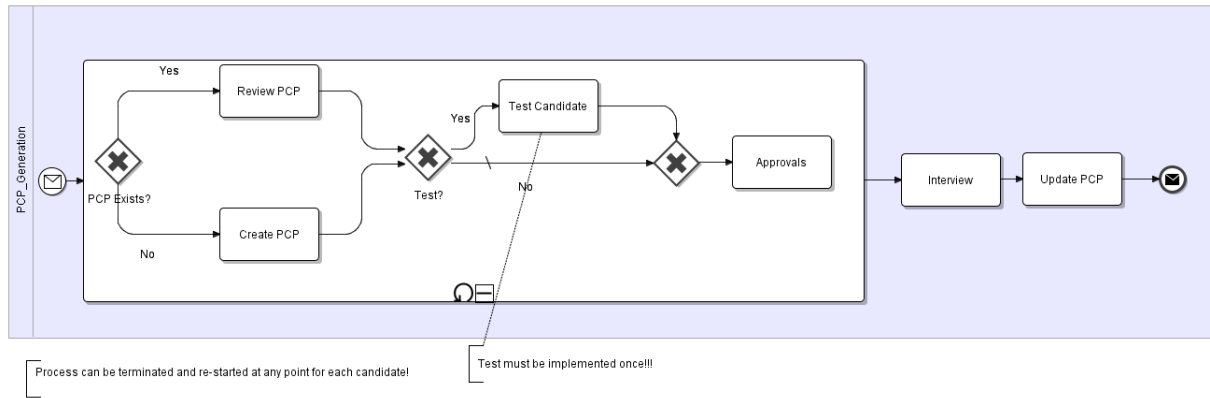 PCP_Generation
Yes
Review PCP
PCP Exists?
No
Create PCP
Test?
Yes
Test Candidate
No
Approvals
Interview
Update PCP
Process can be terminated and re-started at any point for each candidate!
Test must be implemented once!!!